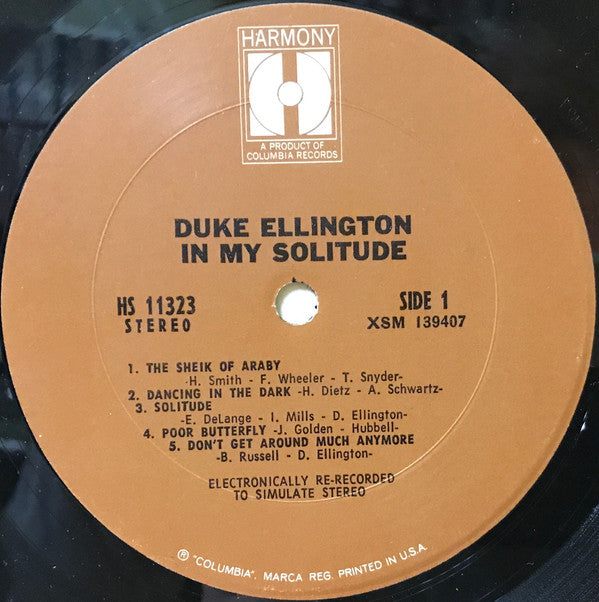 HARMONY
H
A PRODUCT OF
COLUMBIA RECORDS
DUKE ELLINGTON
IN MY SOLITUDE
HS 11323
STEREO
SIDE 1
XSM 139407
1. THE SHEIK OF ARABY
-H. Smith - F. Wheeler - T. Snyder-
2. DANCING IN THE DARK -H. Dietz - A. Schwartz-
3. SOLITUDE
-E. DeLange - I. Mills - D. Ellington-
4. POOR BUTTERFLY -J. Golden - Hubbell-
5. DON'T GET AROUND MUCH ANYMORE
-B. Russell - D. Ellington-
ELECTRONICALLY RE-RECORDED
TO SIMULATE STEREO
® "COLUMBIA", MARCA REG. PRINTED IN U.S.A.